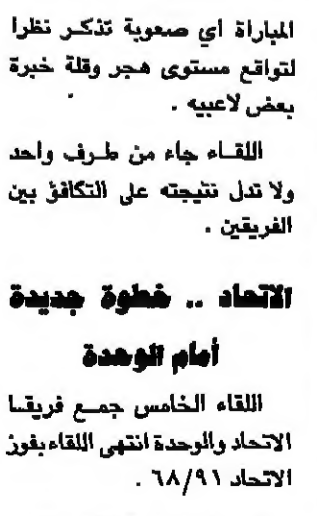 المباراة اي صعوبة تذكر نظرا
لتواقع مستوى هجر وقلة خبرة
بعض لاعبيه .
اللقاء جاء من طرف واحد
ولا تدل نتيجته على التكافؤ بين
الفريقين .
الاتحاد .. خطوة جديدة
أمام الوحدة
اللقاء الخامس جمع فريقا
الاتحاد والوحدة انتهى اللقاء بفوز
الاتحاد ٦٨/٩١ .